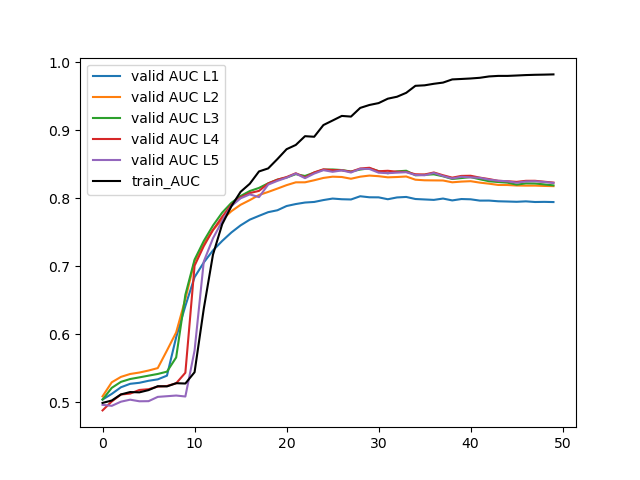 1.0
0.9
0.8
0.7
0.6
0.5
valid AUC L1
valid AUC L2
valid AUC L3
valid AUC L4
valid AUC L5
train_AUC
0 10 20 30 40 50